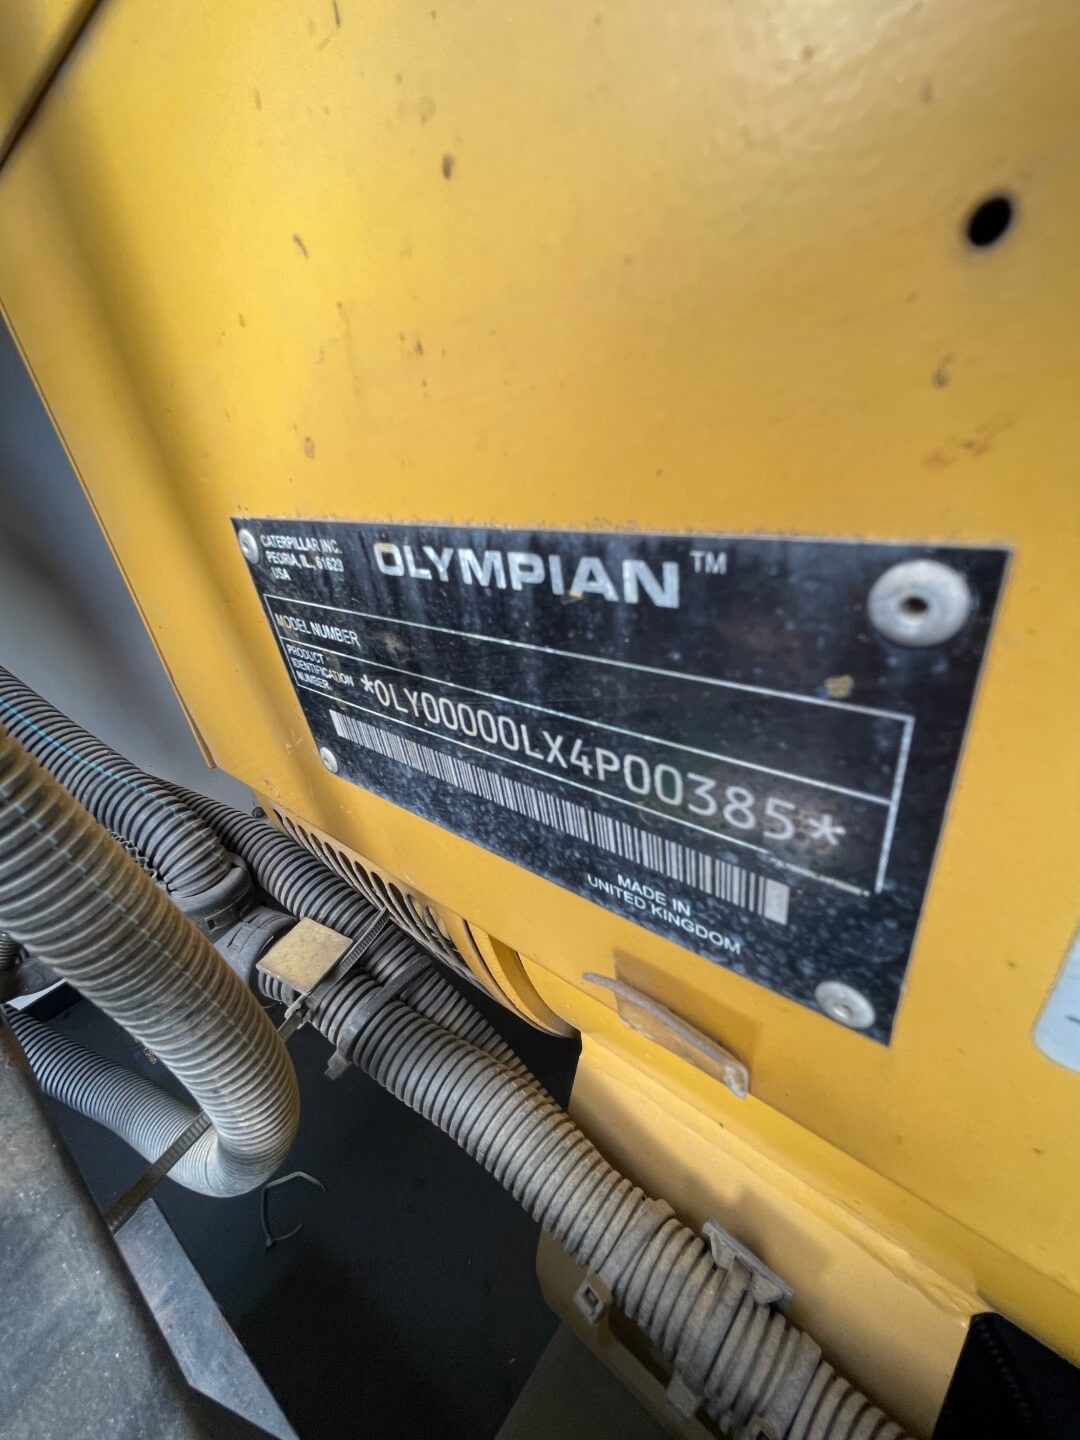 CATERPILLAR INC.
PEORIA, IL, 61629
USA
OLYMPIAN™
MODEL NUMBER
PRODUCT
IDENTIFICATION
NUMBER
*OLY00000LX4P00385*
MADE IN
UNITED KINGDOM